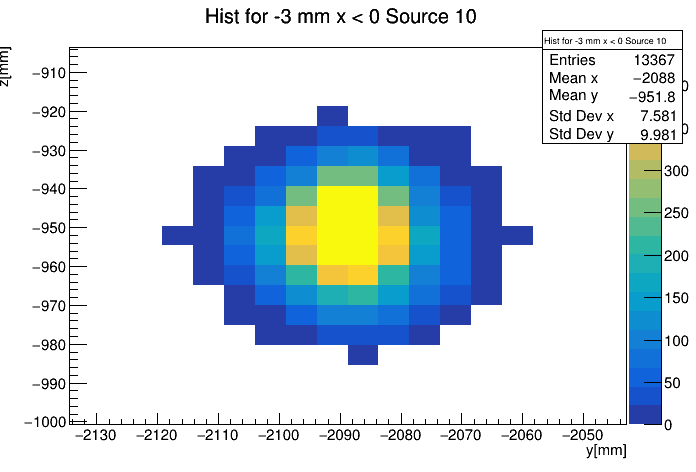 Hist for -3 mm x < 0 Source 10
Hist for -3 mm x < 0 Source 10
Entries 13367
Mean x −2088
Mean y −951.8
Std Dev x 7.581
Std Dev y 9.981
z[mm]
−910
−920
−930
−940
−950
−960
−970
−980
−990
−1000
−2130 −2120 −2110 −2100 −2090 −2080 −2070 −2060 −2050
y[mm]
300
250
200
150
100
50
0